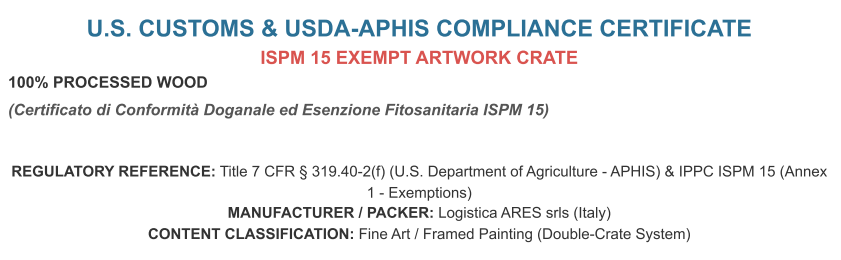 U.S. CUSTOMS & USDA-APHIS COMPLIANCE CERTIFICATE
ISPM 15 EXEMPT ARTWORK CRATE
100% PROCESSED WOOD
(Certificato di Conformità Doganale ed Esenzione Fitosanitaria ISPM 15)
REGULATORY REFERENCE: Title 7 CFR § 319.40-2(f) (U.S. Department of Agriculture - APHIS) & IPPC ISPM 15 (Annex
1 - Exemptions)
MANUFACTURER / PACKER: Logistica ARES srls (Italy)
CONTENT CLASSIFICATION: Fine Art / Framed Painting (Double-Crate System)